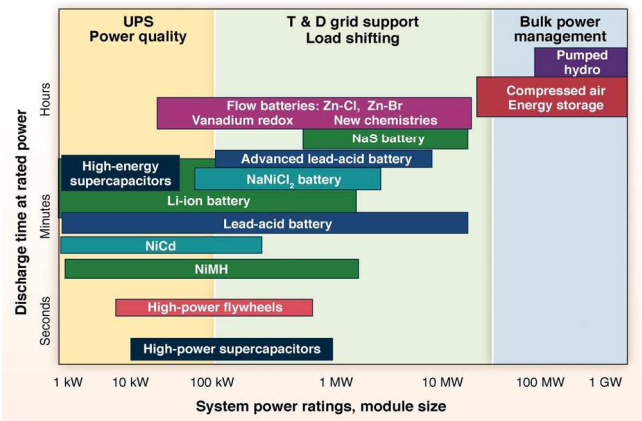 UPS
Power quality
T & D grid support
Load shifting
Bulk power
management
Pumped
hydro
Compressed air
Energy storage
Flow batteries: Zn-Cl, Zn-Br
Vanadium redox New chemistries
NaS battery
Advanced lead-acid battery
High-energy
supercapacitors
NaNiCl2 battery
Li-ion battery
Lead-acid battery
NiCd
NiMH
High-power flywheels
High-power supercapacitors
Discharge time at rated power
Hours
Minutes
Seconds
1 kW 10 kW 100 kW 1 MW 10 MW 100 MW 1 GW
System power ratings, module size